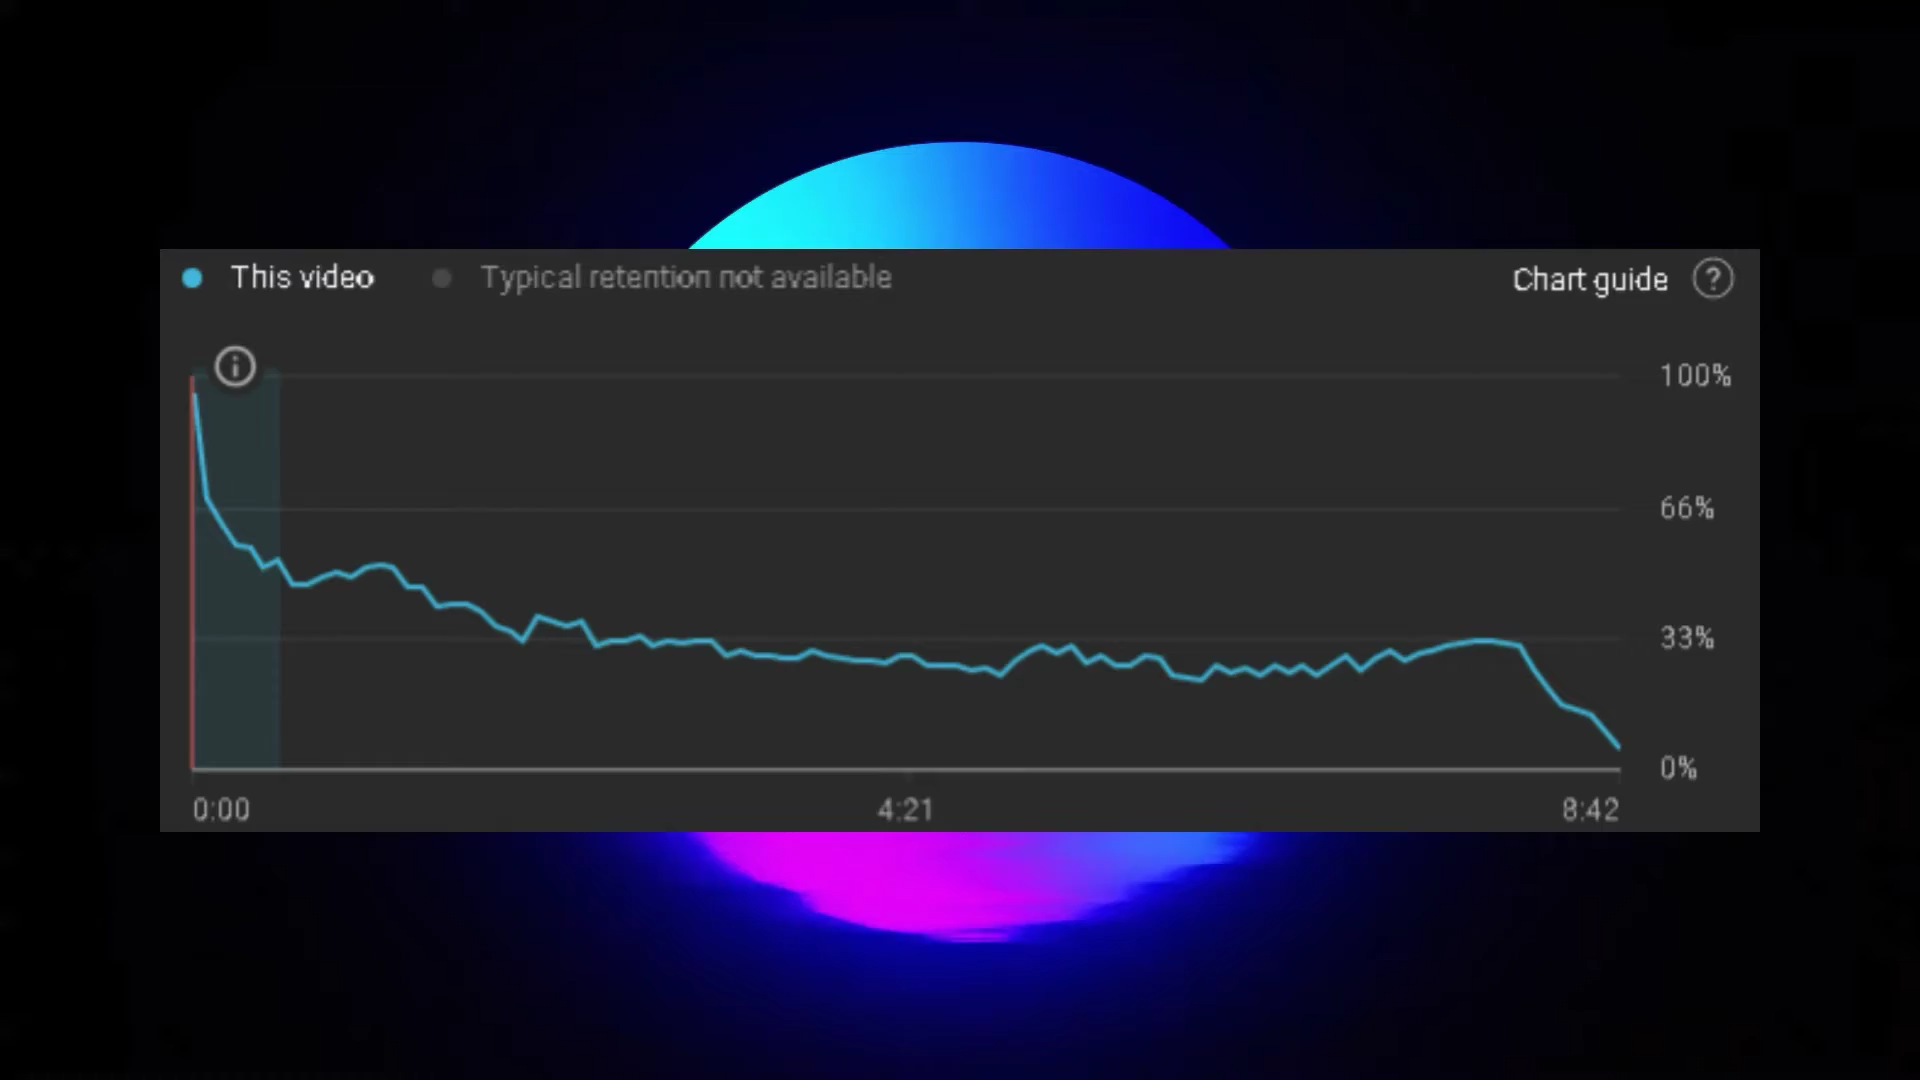 This video Typical retention not available Chart guide ?
100%
66%
33%
0%
0:00 4:21 8:42